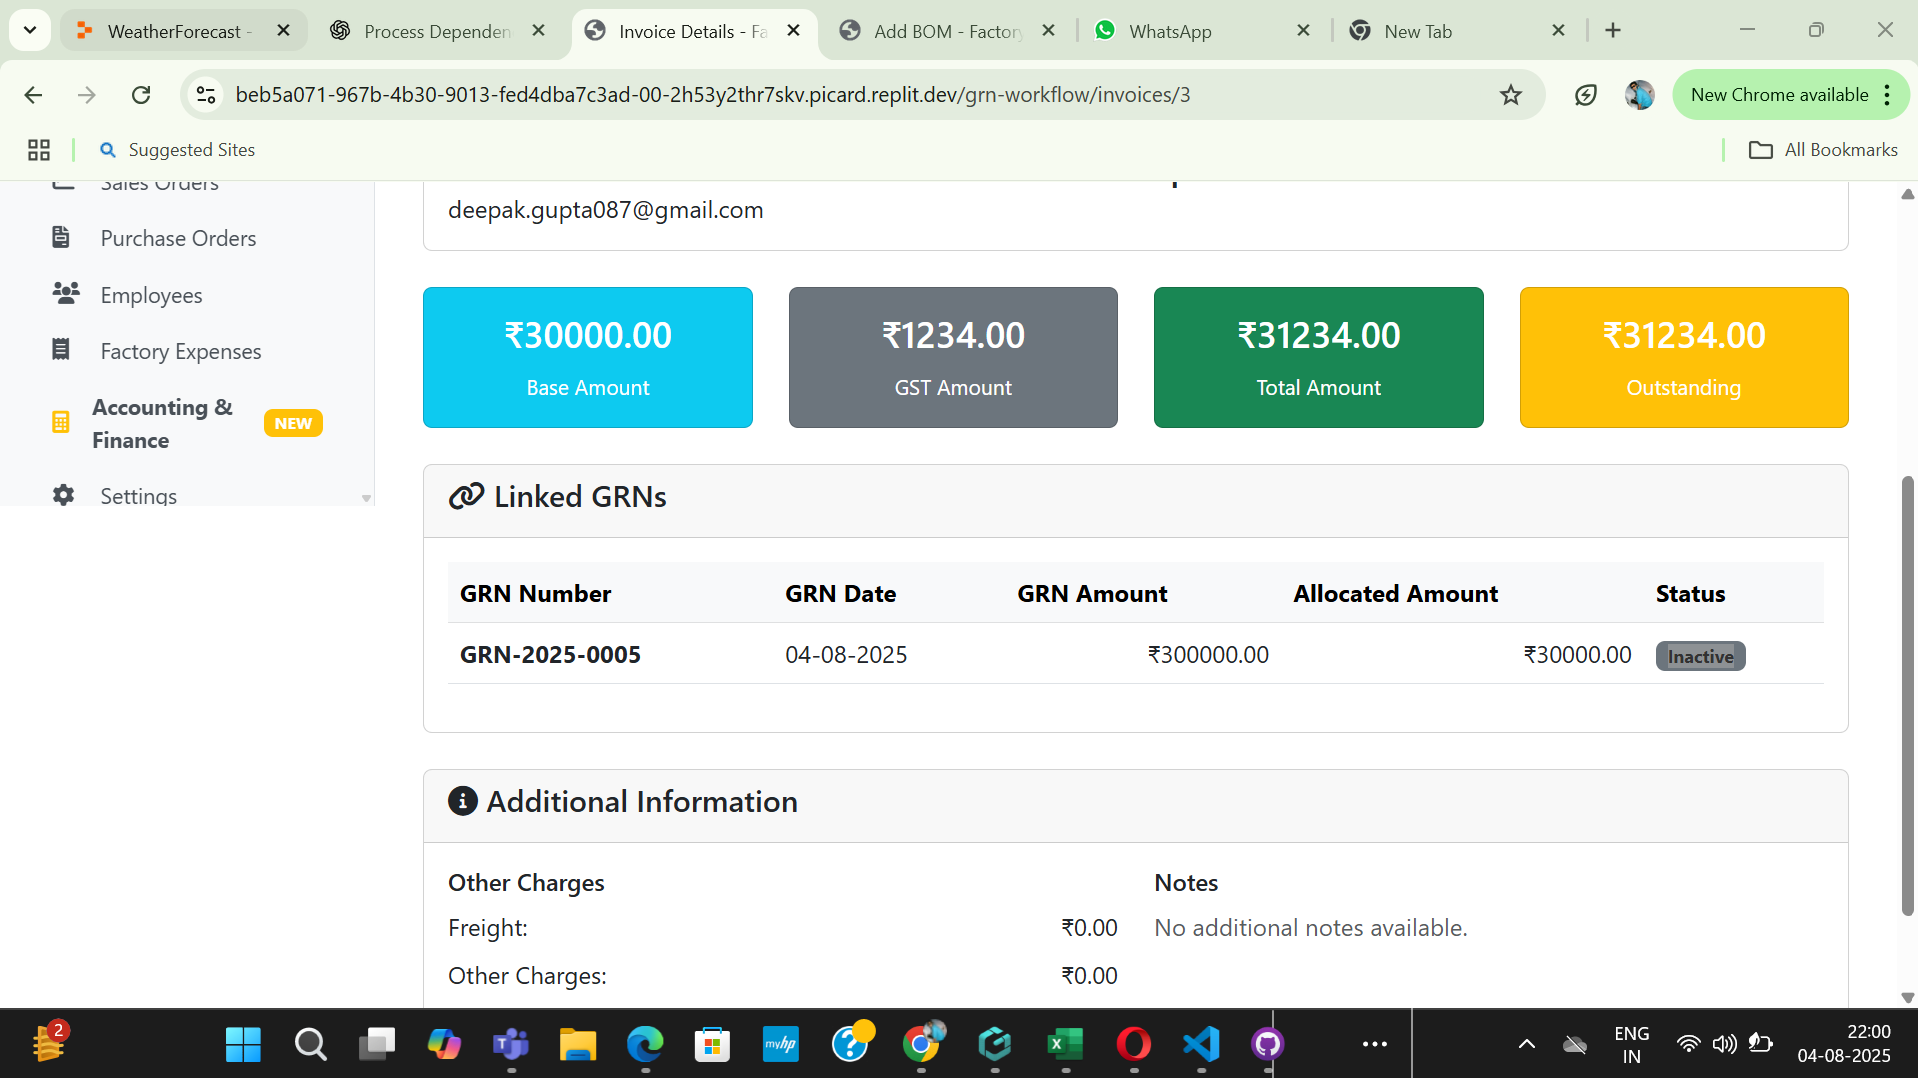 WeatherForecast -
Process Dependen
Invoice Details - Fa
Add BOM - Factory
WhatsApp
New Tab
beb5a071-967b-4b30-9013-fed4dba7c3ad-00-2h53y2thr7skv.picard.replit.dev/grn-workflow/invoices/3
New Chrome available
Suggested Sites
All Bookmarks
Sales Orders
Purchase Orders
Employees
Factory Expenses
Accounting &
Finance
NEW
Settings
deepak.gupta087@gmail.com
₹30000.00
Base Amount
₹1234.00
GST Amount
₹31234.00
Total Amount
₹31234.00
Outstanding
Linked GRNs
GRN Number GRN Date GRN Amount Allocated Amount Status
GRN-2025-0005 04-08-2025 ₹300000.00 ₹30000.00 Inactive
Additional Information
Other Charges
Freight: ₹0.00
Other Charges: ₹0.00
Notes
No additional notes available.
2
myhp
ENG
IN
22:00
04-08-2025